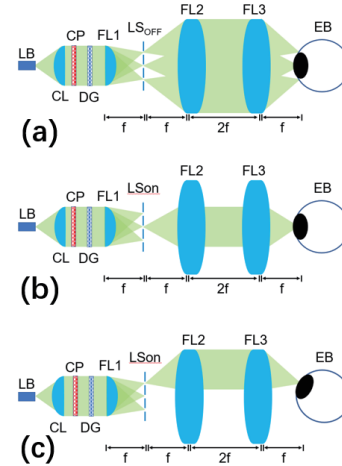 LB CP FL1 LSOFF FL2 FL3 EB
CL DG
f f 2f f
(a)
LB CP FL1 LSon FL2 FL3 EB
CL DG
f f 2f f
(b)
LB CP FL1 LSon FL2 FL3 EB
CL DG
f f 2f f
(c)